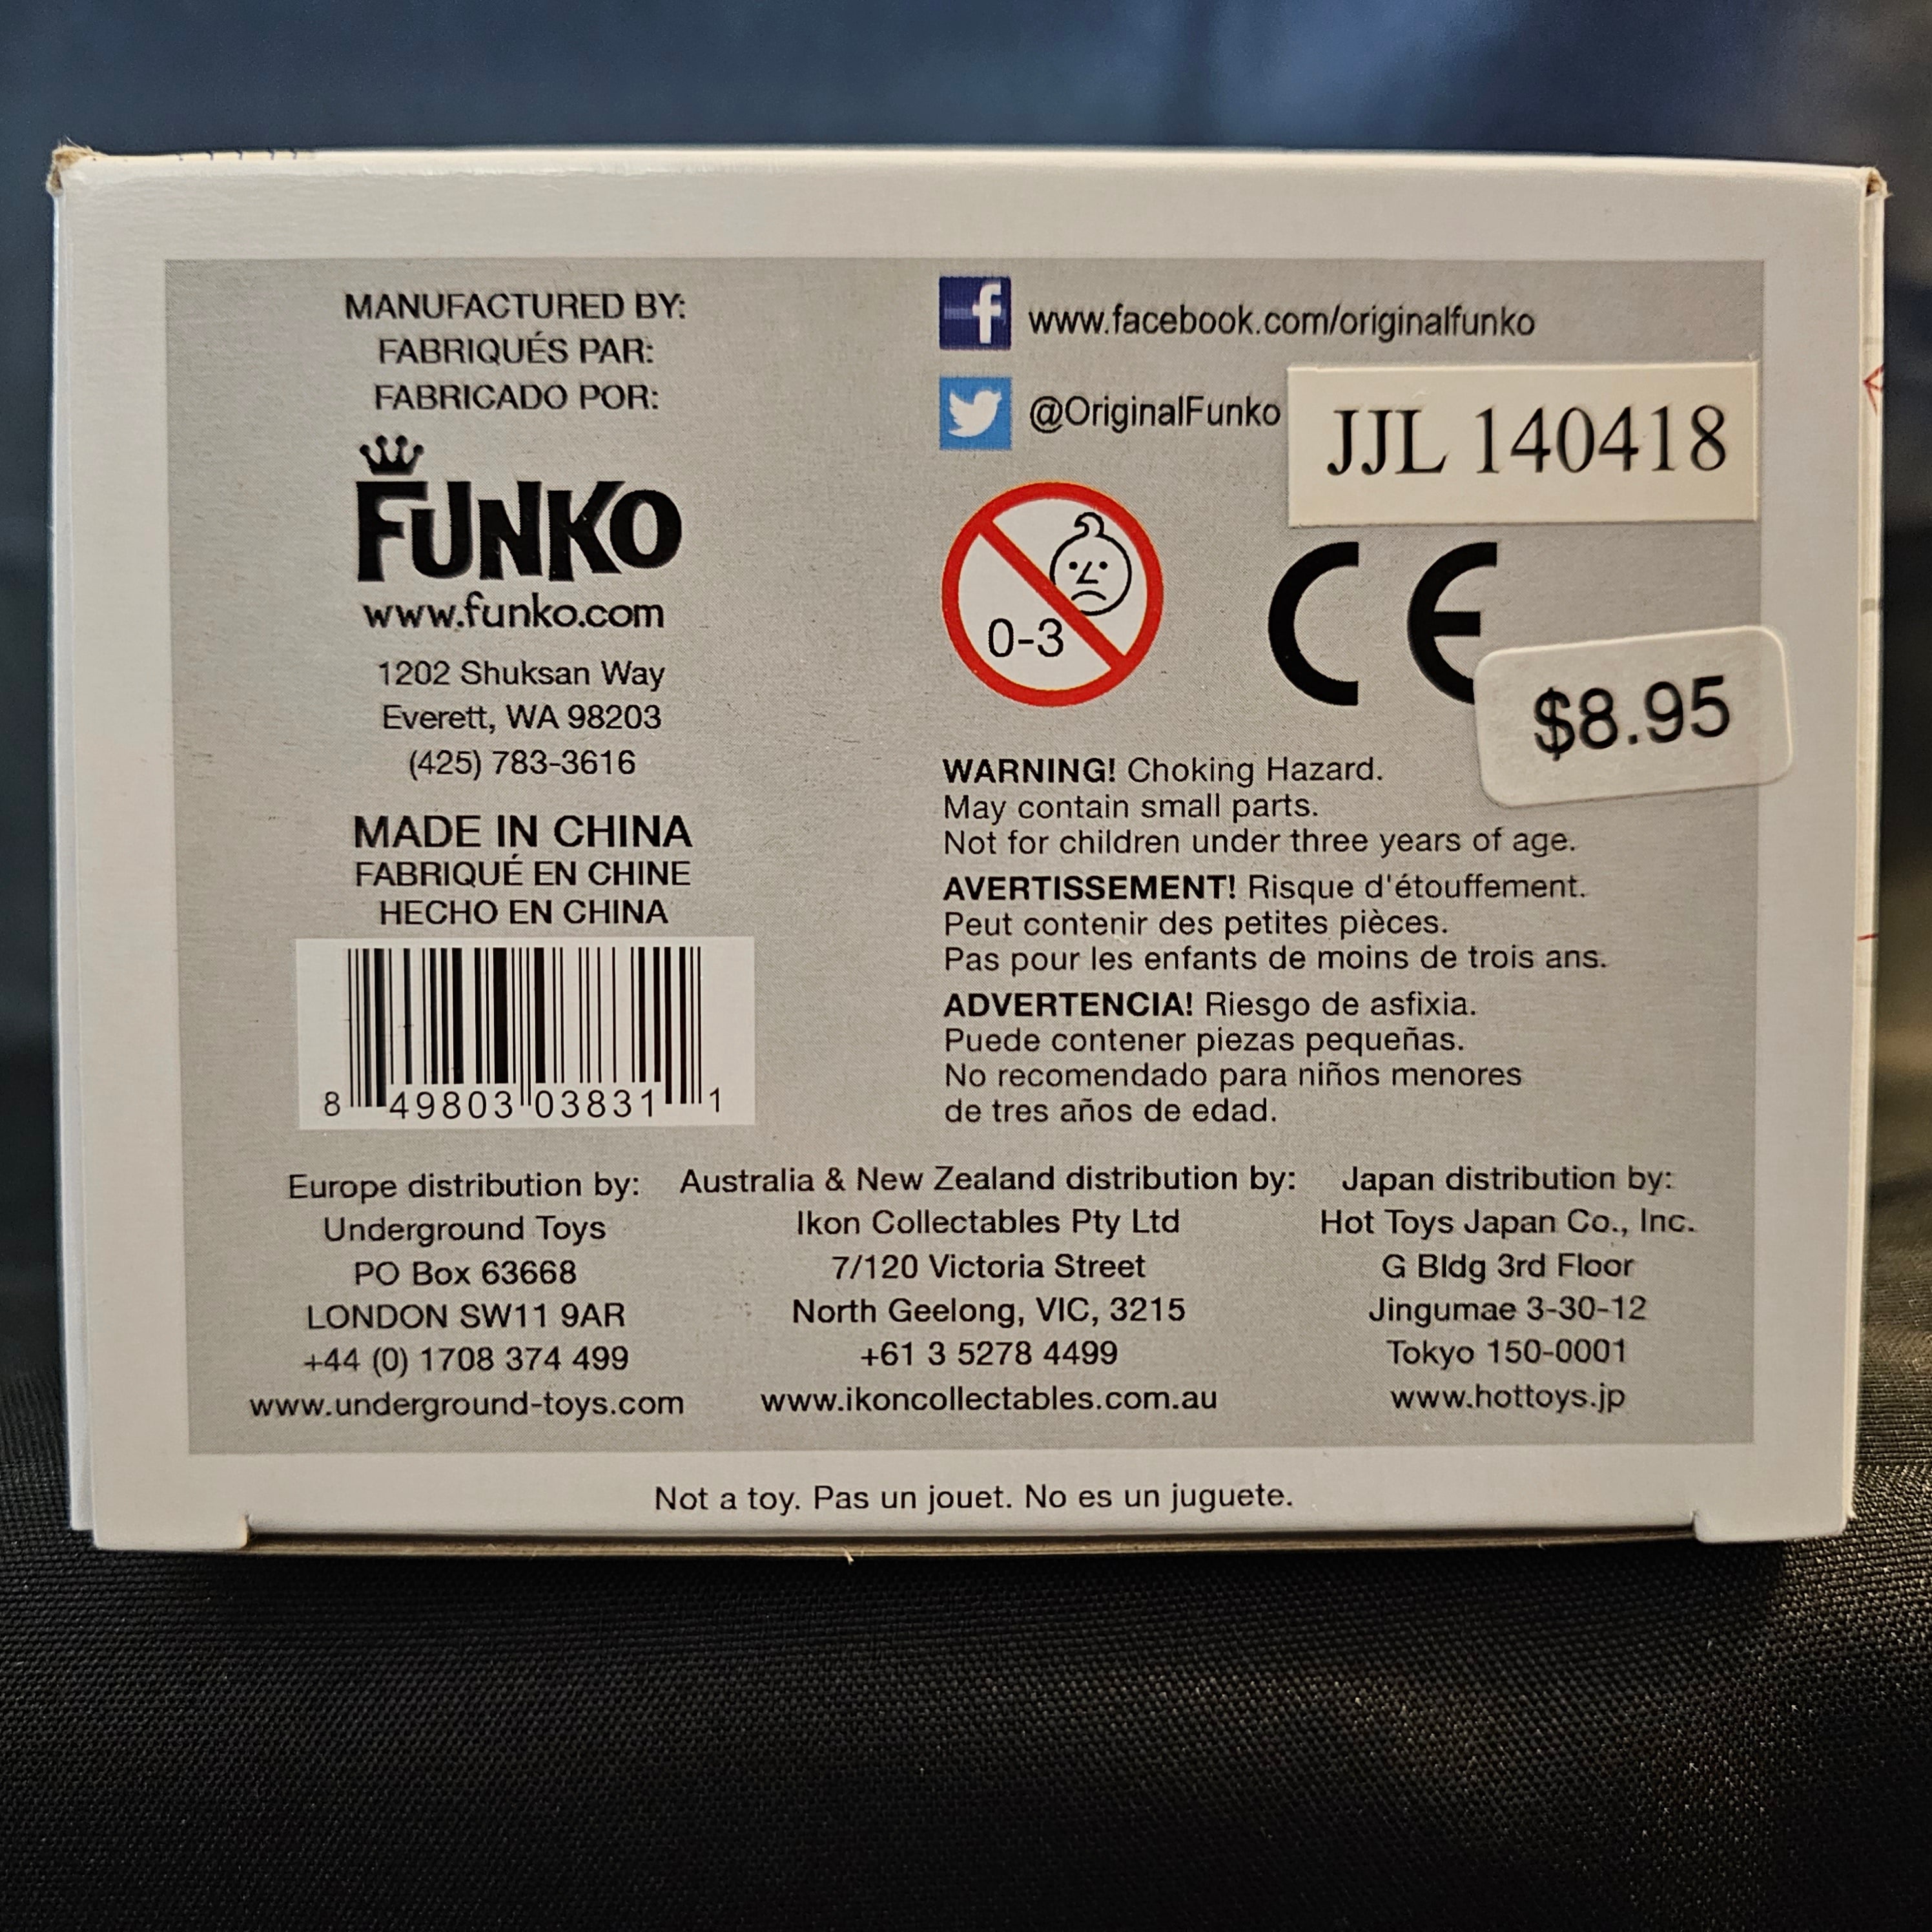 MANUFACTURED BY:
FABRIQUÉS PAR:
FABRICADO POR:
FUNKO
www.funko.com
1202 Shuksan Way
Everett, WA 98203
(425) 783-3616
MADE IN CHINA
FABRIQUÉ EN CHINE
HECHO EN CHINA
8 49803 03831 1
f www.facebook.com/originalfunko
@OriginalFunko
JJL 140418
0-3
CE
$8.95
WARNING! Choking Hazard.
May contain small parts.
Not for children under three years of age.
AVERTISSEMENT! Risque d'étouffement.
Peut contenir des petites pièces.
Pas pour les enfants de moins de trois ans.
ADVERTENCIA! Riesgo de asfixia.
Puede contener piezas pequeñas.
No recomendado para niños menores
de tres años de edad.
Europe distribution by:
Underground Toys
PO Box 63668
LONDON SW11 9AR
+44 (0) 1708 374 499
www.underground-toys.com
Australia & New Zealand distribution by:
Ikon Collectables Pty Ltd
7/120 Victoria Street
North Geelong, VIC, 3215
+61 3 5278 4499
www.ikoncollectables.com.au
Japan distribution by:
Hot Toys Japan Co., Inc.
G Bldg 3rd Floor
Jingumae 3-30-12
Tokyo 150-0001
www.hottoys.jp
Not a toy. Pas un jouet. No es un juguete.